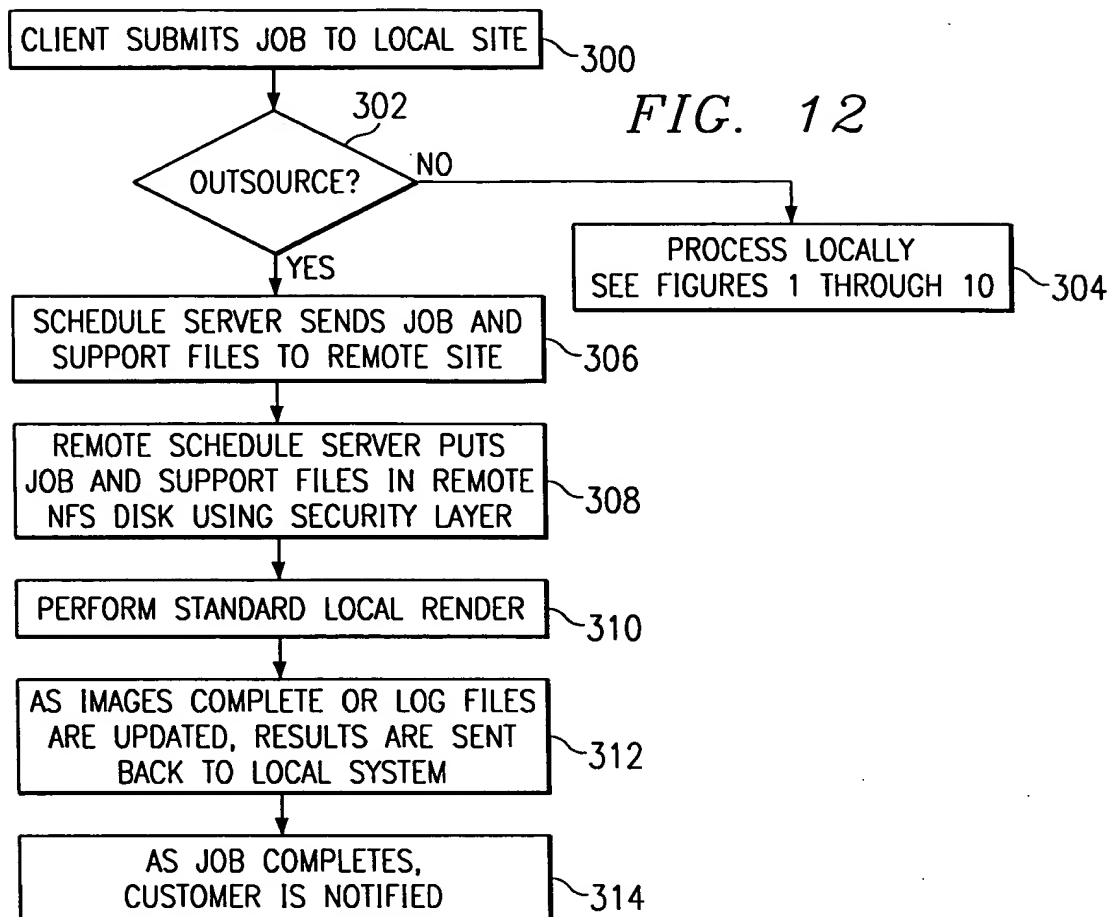 CLIENT SUBMITS JOB TO LOCAL SITE
300
FIG. 12
302
OUTSOURCE?
NO
YES
PROCESS LOCALLY
SEE FIGURES 1 THROUGH 10
304
SCHEDULE SERVER SENDS JOB AND
SUPPORT FILES TO REMOTE SITE
306
REMOTE SCHEDULE SERVER PUTS
JOB AND SUPPORT FILES IN REMOTE
NFS DISK USING SECURITY LAYER
308
PERFORM STANDARD LOCAL RENDER
310
AS IMAGES COMPLETE OR LOG FILES
ARE UPDATED, RESULTS ARE SENT
BACK TO LOCAL SYSTEM
312
AS JOB COMPLETES,
CUSTOMER IS NOTIFIED
314